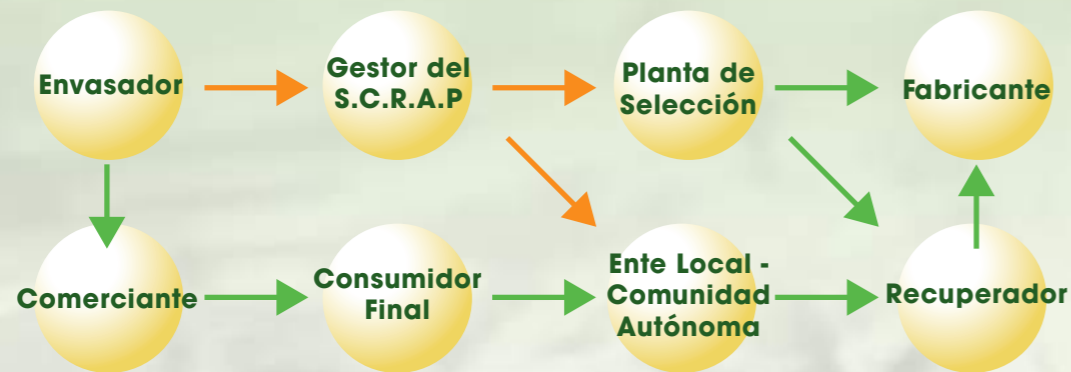 Envasador
Gestor del
S.C.R.A.P
Planta de
Selección
Fabricante
Comerciante
Consumidor
Final
Ente Local -
Comunidad
Autónoma
Recuperador